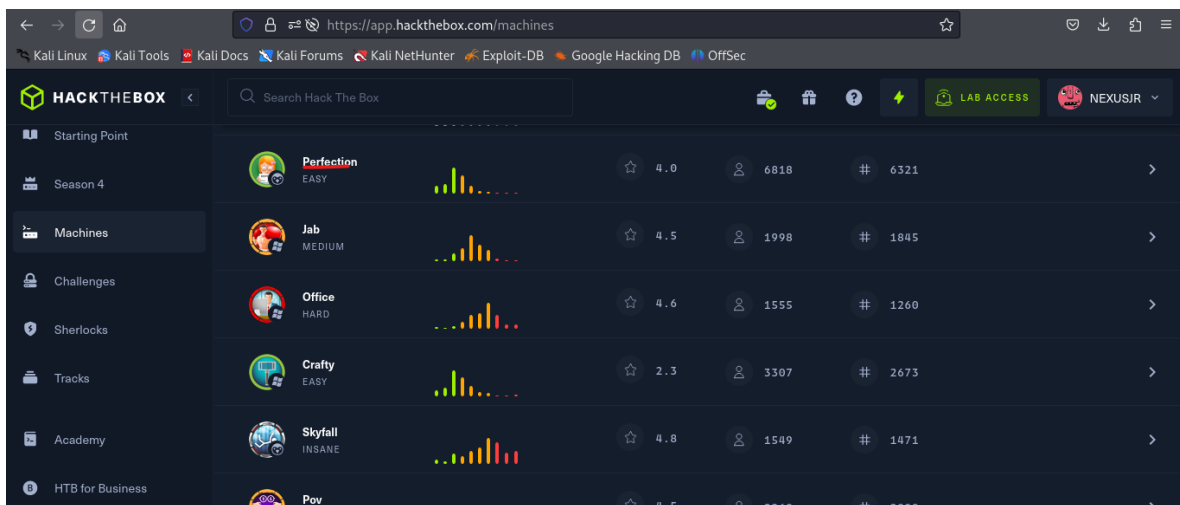 https://app.hackthebox.com/machines
Kali Linux Kali Tools Kali Docs Kali Forums Kali NetHunter Exploit-DB Google Hacking DB OffSec
HACKTHEBOX Search Hack The Box ? LAB ACCESS NEXUSJR
Starting Point
Season 4
Machines
Challenges
Sherlocks
Tracks
Academy
HTB for Business
Perfection
EASY
4.0 6818 # 6321
Jab
MEDIUM
4.5 1998 # 1845
Office
HARD
4.6 1555 # 1260
Crafty
EASY
2.3 3307 # 2673
Skyfall
INSANE
4.8 1549 # 1471
Pov